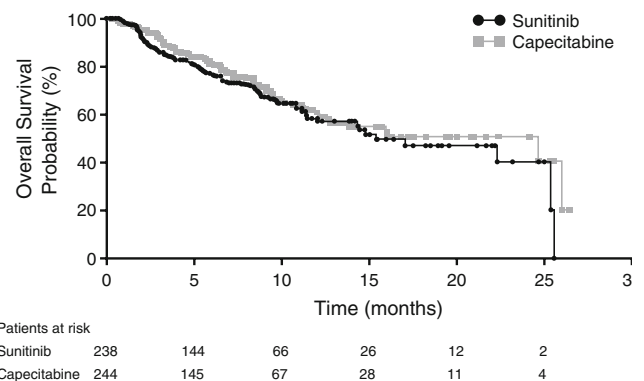 Sunitinib
Capecitabine
Overall Survival
Probability (%)
100
80
60
40
20
0
0 5 10 15 20 25 3
Time (months)
Patients at risk
Sunitinib 238 144 66 26 12 2
Capecitabine 244 145 67 28 11 4